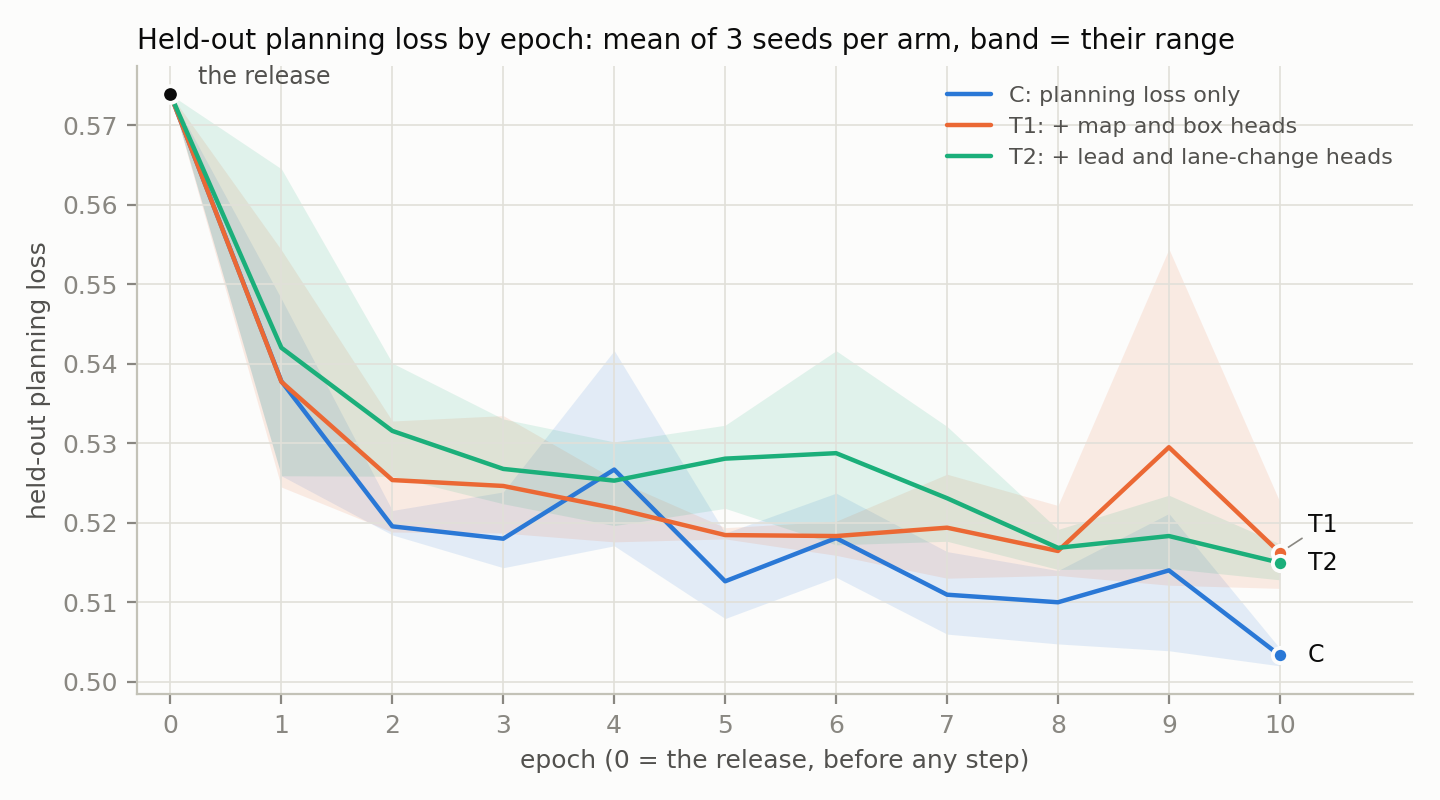 Held-out planning loss by epoch: mean of 3 seeds per arm, band = their range
the release
C: planning loss only
T1: + map and box heads
T2: + lead and lane-change heads
0.57
0.56
0.55
0.54
0.53
0.52
0.51
0.50
held-out planning loss
T1
T2
C
0 1 2 3 4 5 6 7 8 9 10
epoch (0 = the release, before any step)